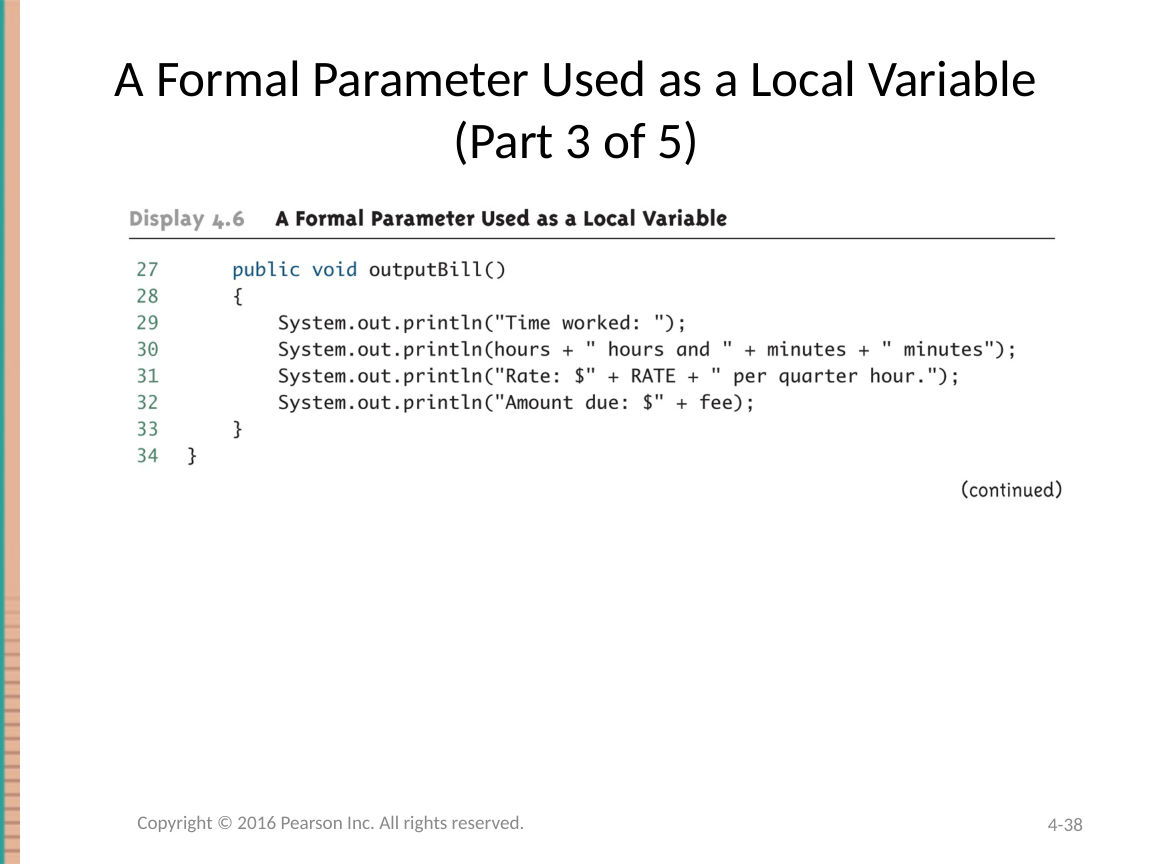 A Formal Parameter Used as a Local Variable
(Part 3 of 5)
Display 4.6 A Formal Parameter Used as a Local Variable
27 public void outputBill()
28 {
29 System.out.println("Time worked: ");
30 System.out.println(hours + " hours and " + minutes + " minutes");
31 System.out.println("Rate: $" + RATE + " per quarter hour.");
32 System.out.println("Amount due: $" + fee);
33 }
34 }
(continued)
Copyright © 2016 Pearson Inc. All rights reserved.
4-38